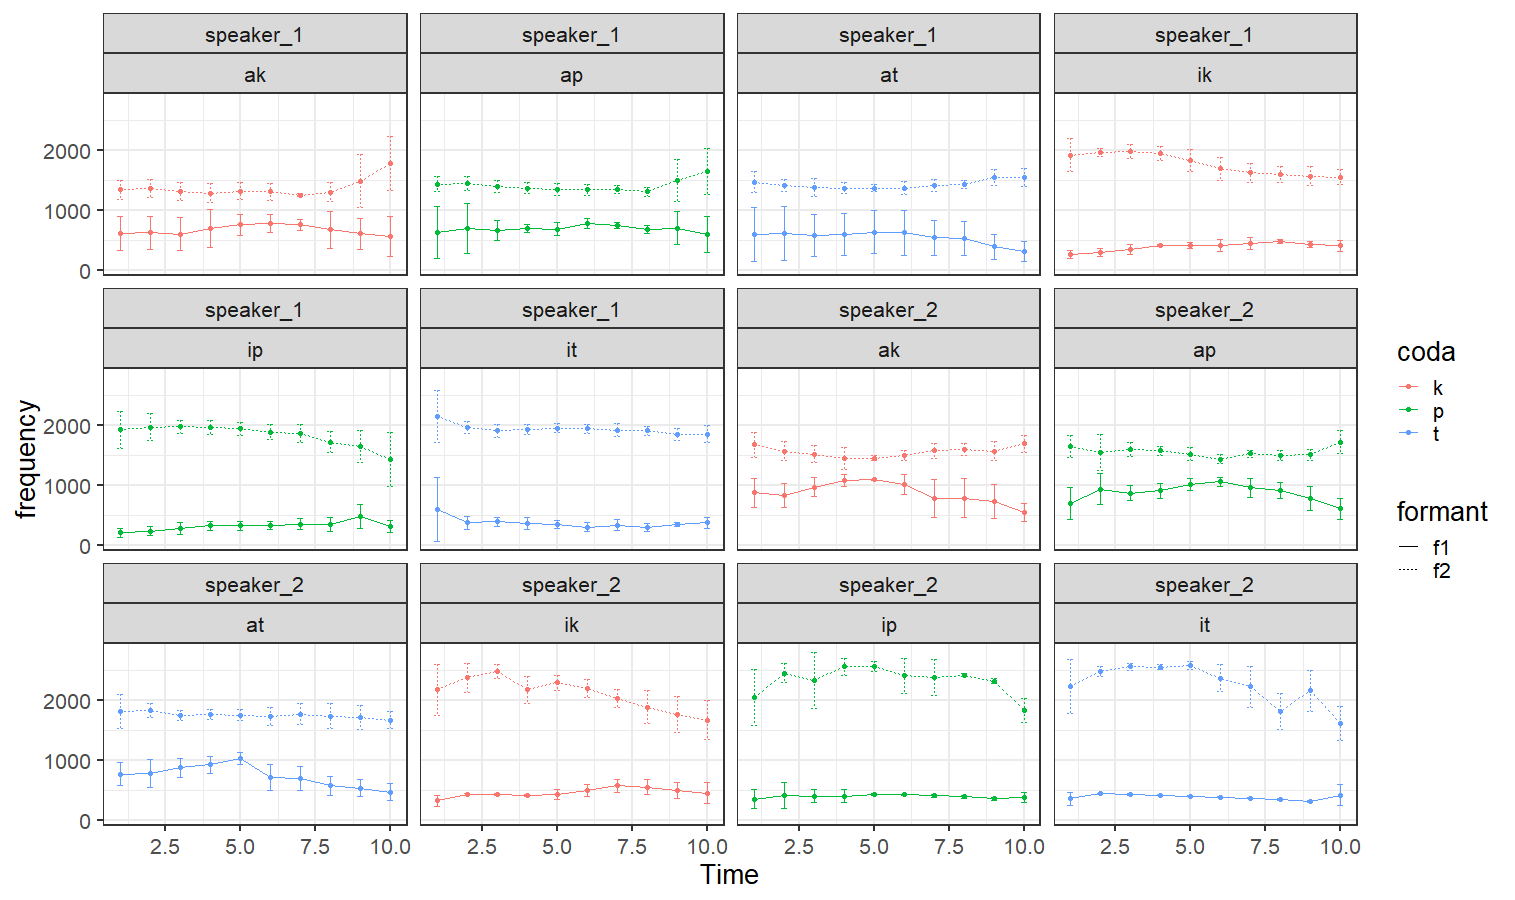 speaker_1 speaker_1 speaker_1 speaker_1
ak ap at ik
2000
1000
0
speaker_1 speaker_1 speaker_2 speaker_2
ip it ak ap
2000
1000
0
speaker_2 speaker_2 speaker_2 speaker_2
at ik ip it
2000
1000
0
2.5 5.0 7.5 10.0 2.5 5.0 7.5 10.0 2.5 5.0 7.5 10.0 2.5 5.0 7.5 10.0
Time
frequency
coda
k
p
t
formant
f1
f2